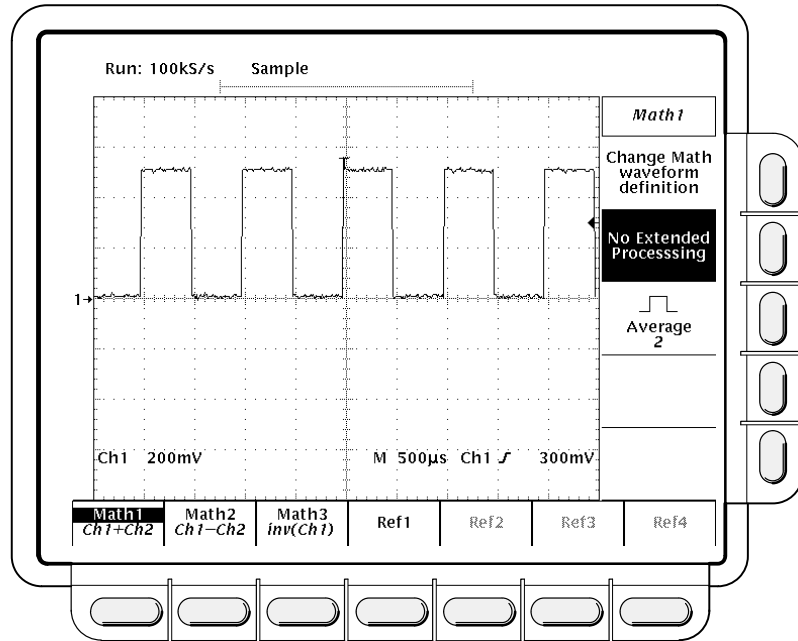 Run: 100kS/s Sample
Math1
Change Math
waveform
definition
No Extended
Processsing
Average
2
T
1
Ch1 200mV M 500µs Ch1 300mV
Math1
Ch1+Ch2
Math2
Ch1−Ch2
Math3
inv(Ch1)
Ref1
Ref2
Ref3
Ref4